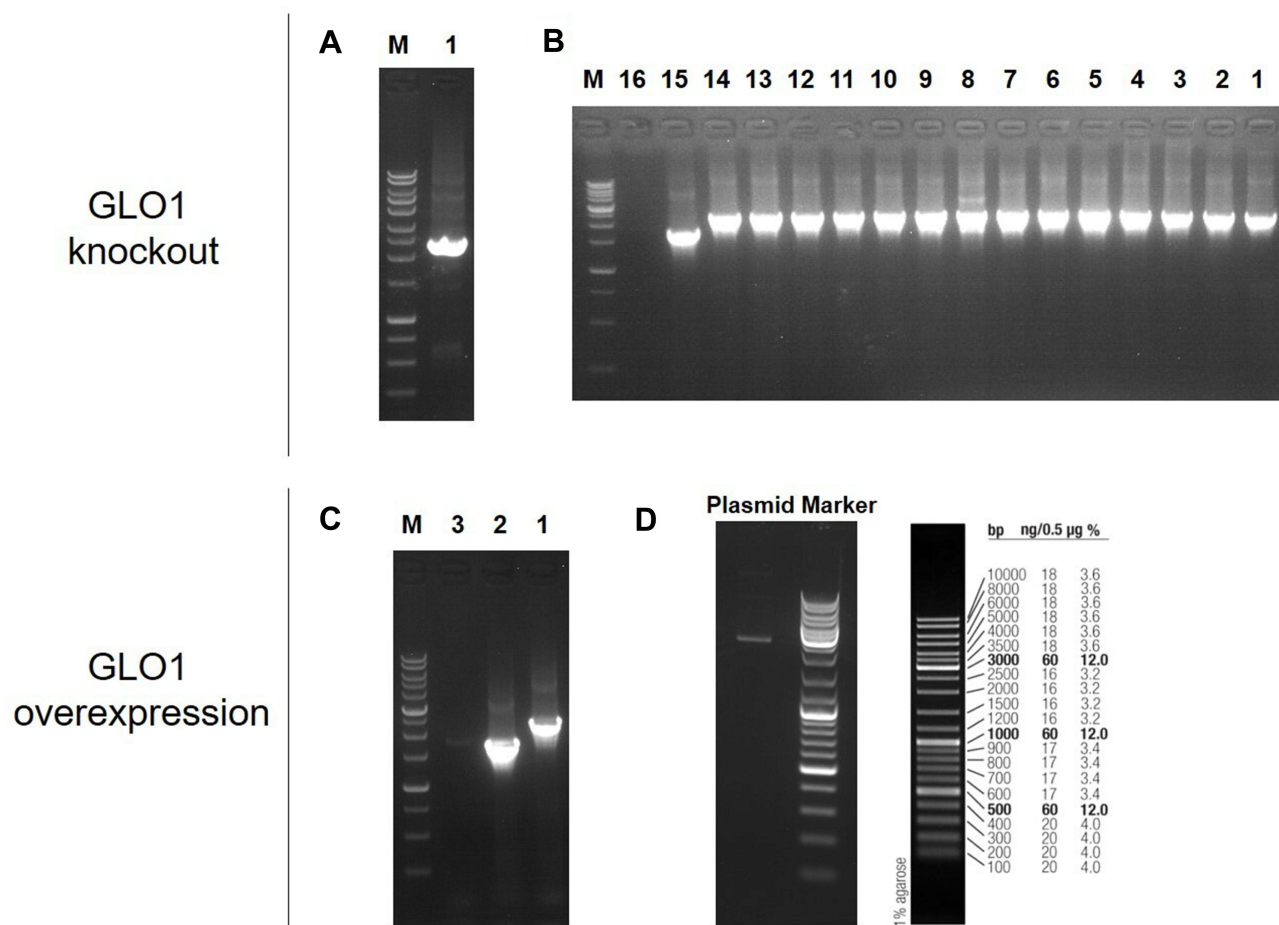 A
M 1
B
M 16 15 14 13 12 11 10 9 8 7 6 5 4 3 2 1
GLO1
knockout
C
M 3 2 1
D
Plasmid Marker
GLO1
overexpression
bp ng/0.5 µg %
10000 18 3.6
8000 18 3.6
6000 18 3.6
5000 18 3.6
4000 18 3.6
3500 18 3.6
3000 60 12.0
2500 16 3.2
2000 16 3.2
1500 16 3.2
1200 16 3.2
1000 60 12.0
900 17 3.4
800 17 3.4
700 17 3.4
600 17 3.4
500 60 12.0
400 20 4.0
300 20 4.0
200 20 4.0
100 20 4.0
1% agarose